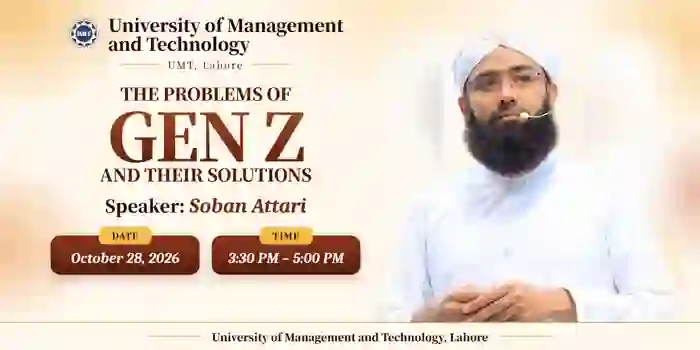 University of Management
and Technology
UMT, Lahore
THE PROBLEMS OF
GEN Z
AND THEIR SOLUTIONS
Speaker: Soban Attari
DATE
October 28, 2026
TIME
3:30 PM – 5:00 PM
University of Management and Technology, Lahore